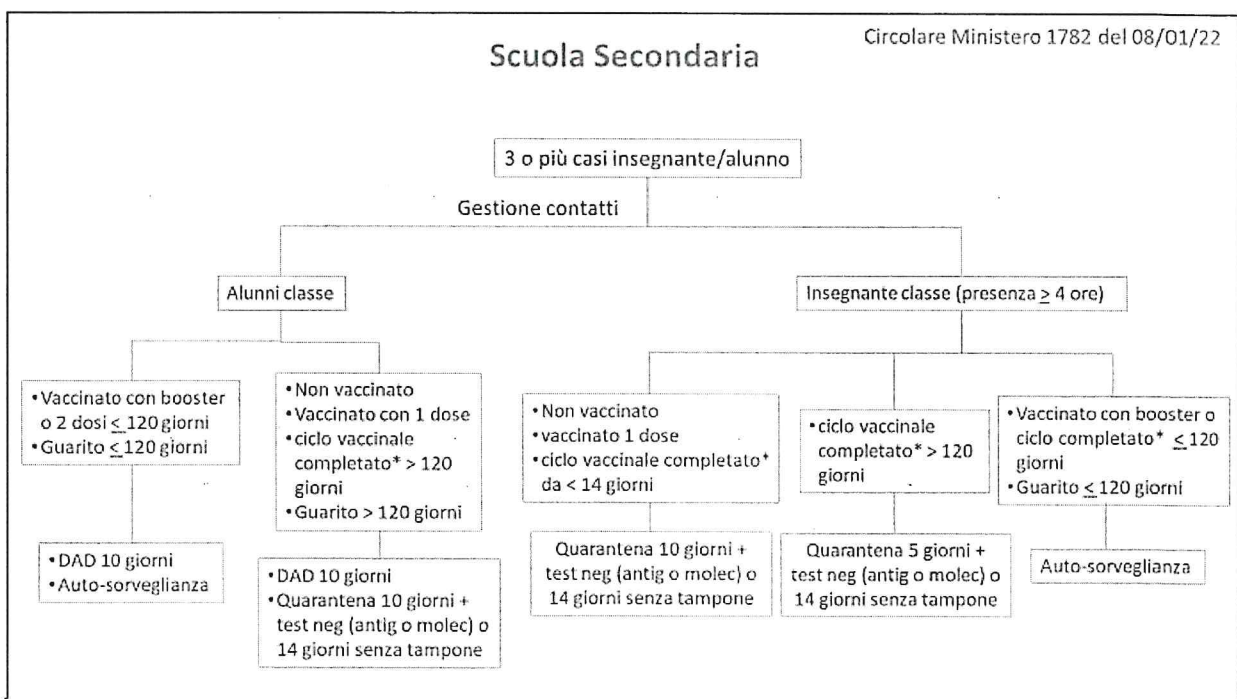 Circolare Ministero 1782 del 08/01/22
Scuola Secondaria
3 o più casi insegnante/alunno
Gestione contatti
Alunni classe
Insegnante classe (presenza ≥ 4 ore)
•Vaccinato con booster
o 2 dosi ≤ 120 giorni
•Guarito ≤ 120 giorni
•Non vaccinato
•Vaccinato con 1 dose
•ciclo vaccinale
completato* > 120
giorni
•Guarito > 120 giorni
•Non vaccinato
•vaccinato 1 dose
•ciclo vaccinale completato*
da < 14 giorni
•ciclo vaccinale
completato* > 120
giorni
•Vaccinato con booster o
ciclo completato* ≤ 120
giorni
•Guarito ≤ 120 giorni
•DAD 10 giorni
•Auto-sorveglianza
•DAD 10 giorni
•Quarantena 10 giorni +
test neg (antig o molec) o
14 giorni senza tampone
Quarantena 10 giorni +
test neg (antig o molec) o
14 giorni senza tampone
Quarantena 5 giorni +
test neg (antig o molec) o
14 giorni senza tampone
Auto-sorveglianza